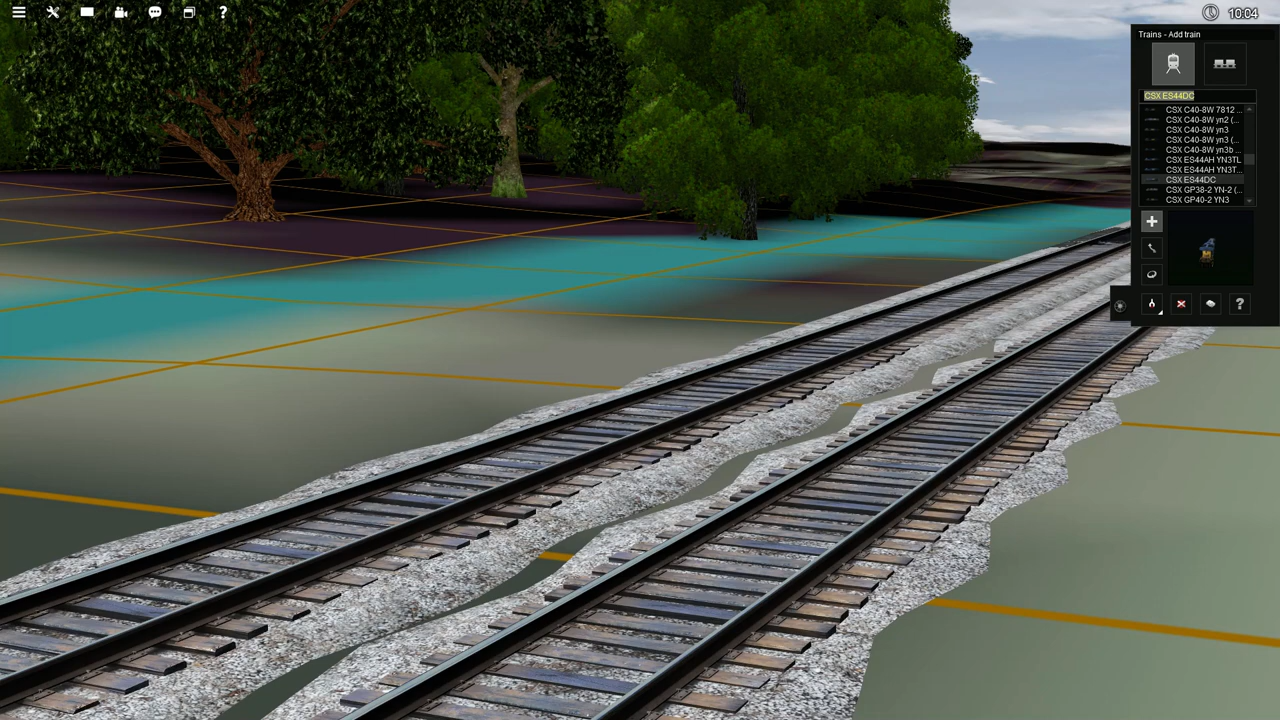 10:04
Trains - Add train
CSX ES44DC
CSX C40-8W 7812 ...
CSX C40-8W yn2 (...
CSX C40-8W yn3
CSX C40-8W yn3 (...
CSX C40-8W yn3b ...
CSX ES44AH YN3TL
CSX ES44AH YN3T...
CSX ES44DC
CSX GP38-2 YN-2 (...
CSX GP40-2 YN3